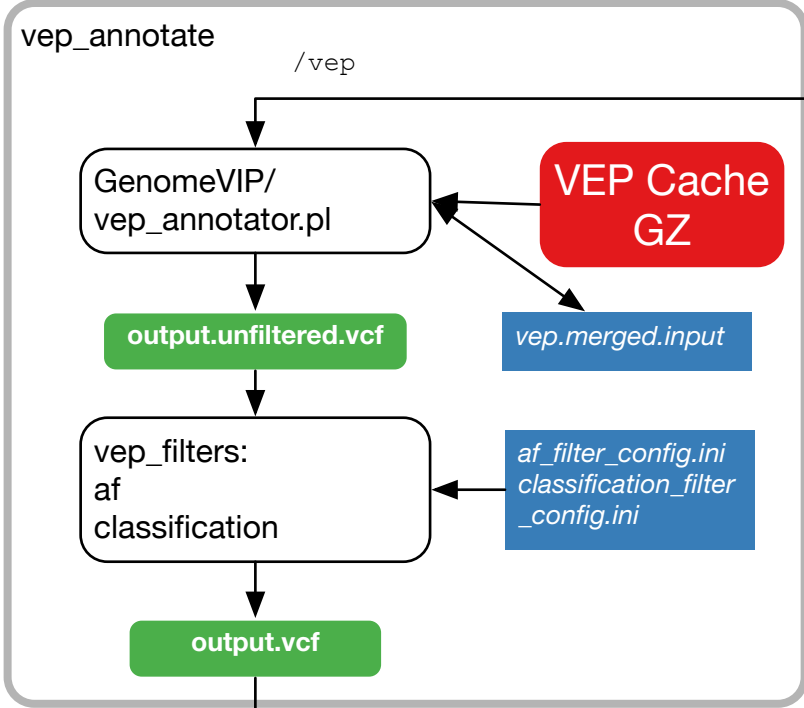 vep_annotate
/vep
GenomeVIP/
vep_annotator.pl
VEP Cache
GZ
output.unfiltered.vcf
vep.merged.input
vep_filters:
af
classification
af_filter_config.ini
classification_filter
_config.ini
output.vcf